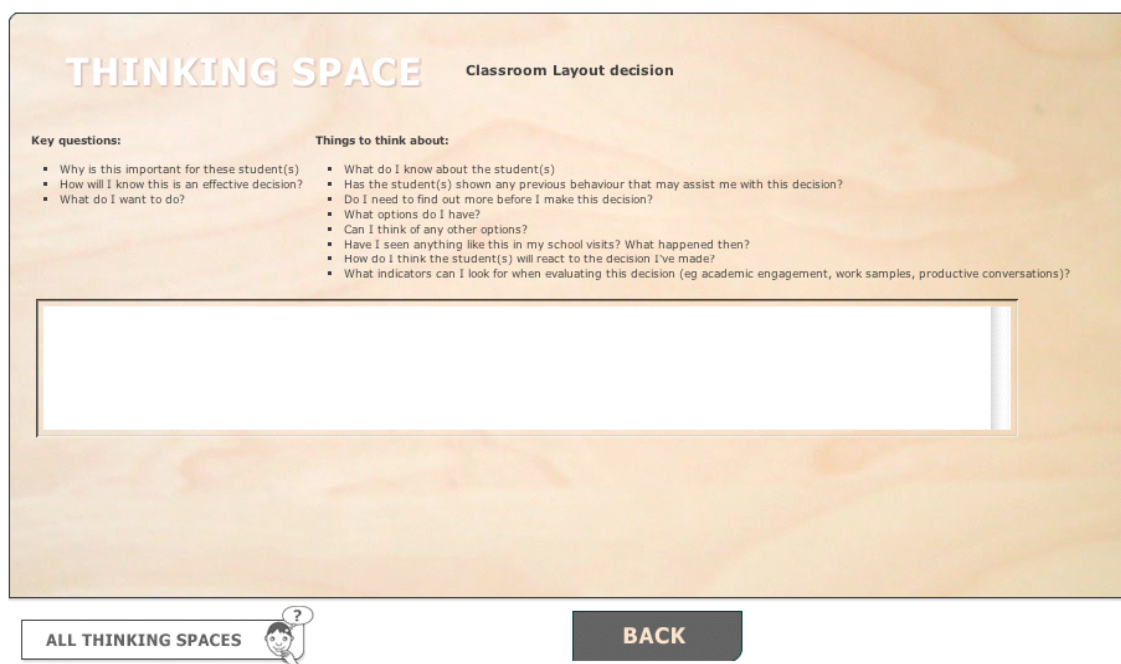 THINKING SPACE
Classroom Layout decision
Key questions:
Why is this important for these student(s)
How will I know this is an effective decision?
What do I want to do?
Things to think about:
What do I know about the student(s)
Has the student(s) shown any previous behaviour that may assist me with this decision?
Do I need to find out more before I make this decision?
What options do I have?
Can I think of any other options?
Have I seen anything like this in my school visits? What happened then?
How do I think the student(s) will react to the decision I've made?
What indicators can I look for when evaluating this decision (eg academic engagement, work samples, productive conversations)?
?
ALL THINKING SPACES
BACK